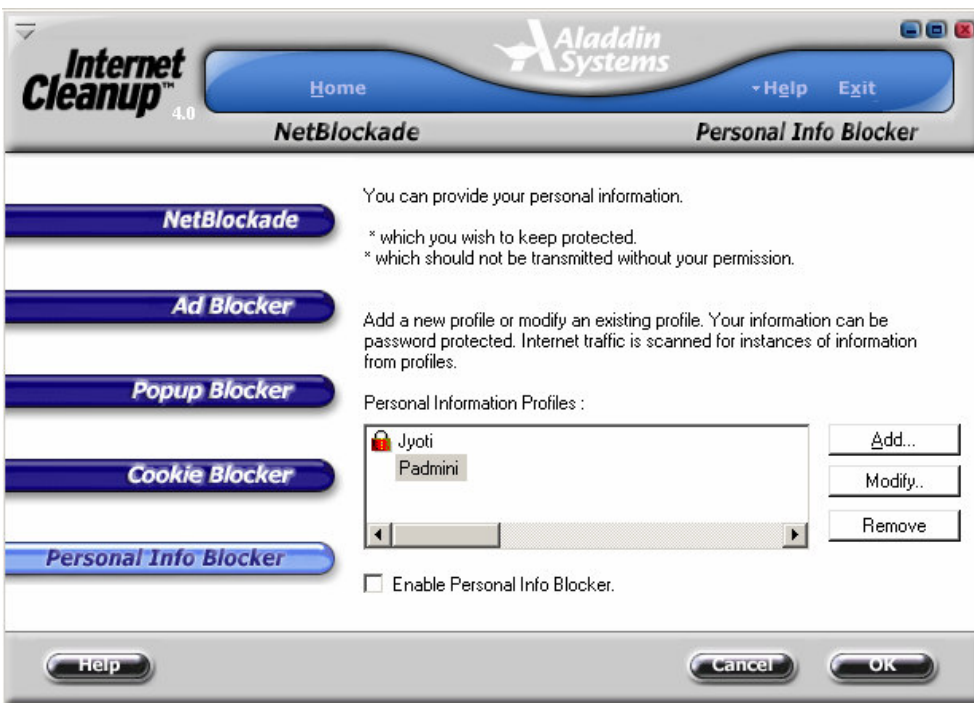 Internet
Cleanup™ 4.0
Aladdin
Systems
Home
Help Exit
NetBlockade
Personal Info Blocker
NetBlockade
Ad Blocker
Popup Blocker
Cookie Blocker
Personal Info Blocker
You can provide your personal information.
* which you wish to keep protected.
* which should not be transmitted without your permission.
Add a new profile or modify an existing profile. Your information can be
password protected. Internet traffic is scanned for instances of information
from profiles.
Personal Information Profiles :
Jyoti
Padmini
Add...
Modify..
Remove
Enable Personal Info Blocker.
Help
Cancel
OK